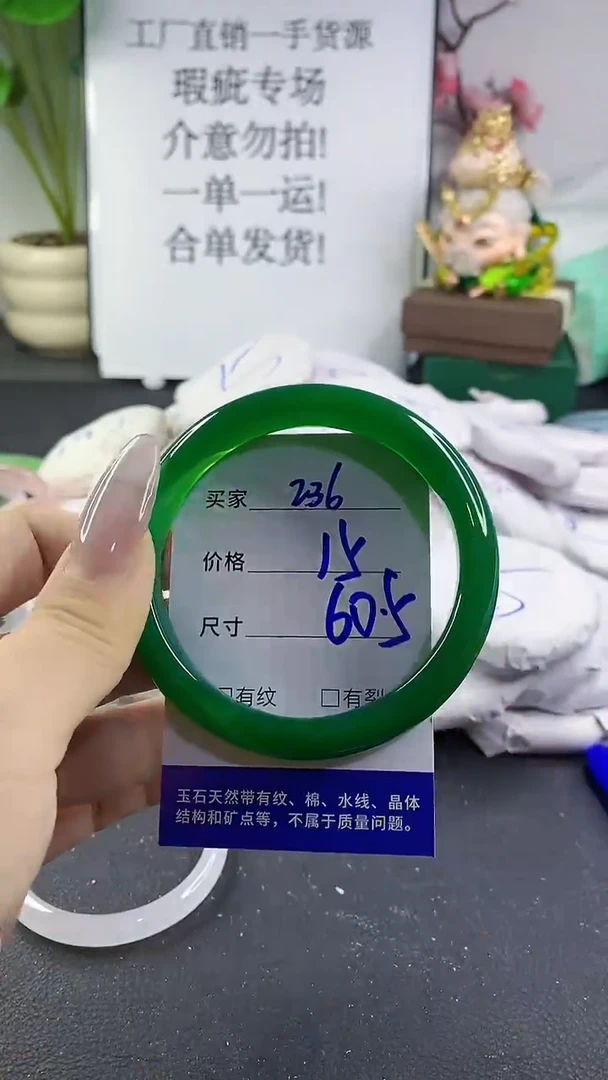 工厂直销一手货源
瑕疵专场
介意勿拍!
一单一运!
合单发货!
买家 236
价格 15
尺寸 60.5
□有纹 □有裂
玉石天然带有纹、棉、水线、晶体
结构和矿点等，不属于质量问题。